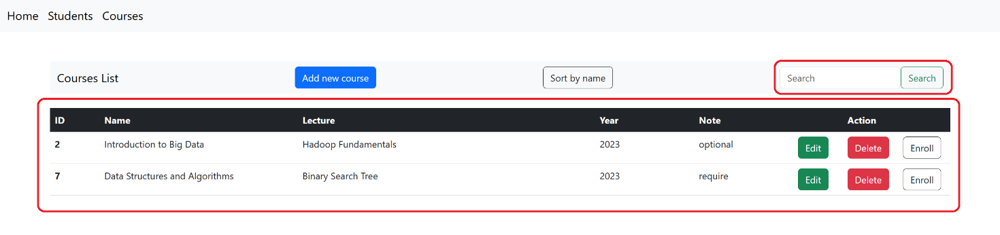 Home Students Courses
Courses List Add new course Sort by name Search Search
ID Name Lecture Year Note Action
2 Introduction to Big Data Hadoop Fundamentals 2023 optional Edit Delete Enroll
7 Data Structures and Algorithms Binary Search Tree 2023 require Edit Delete Enroll